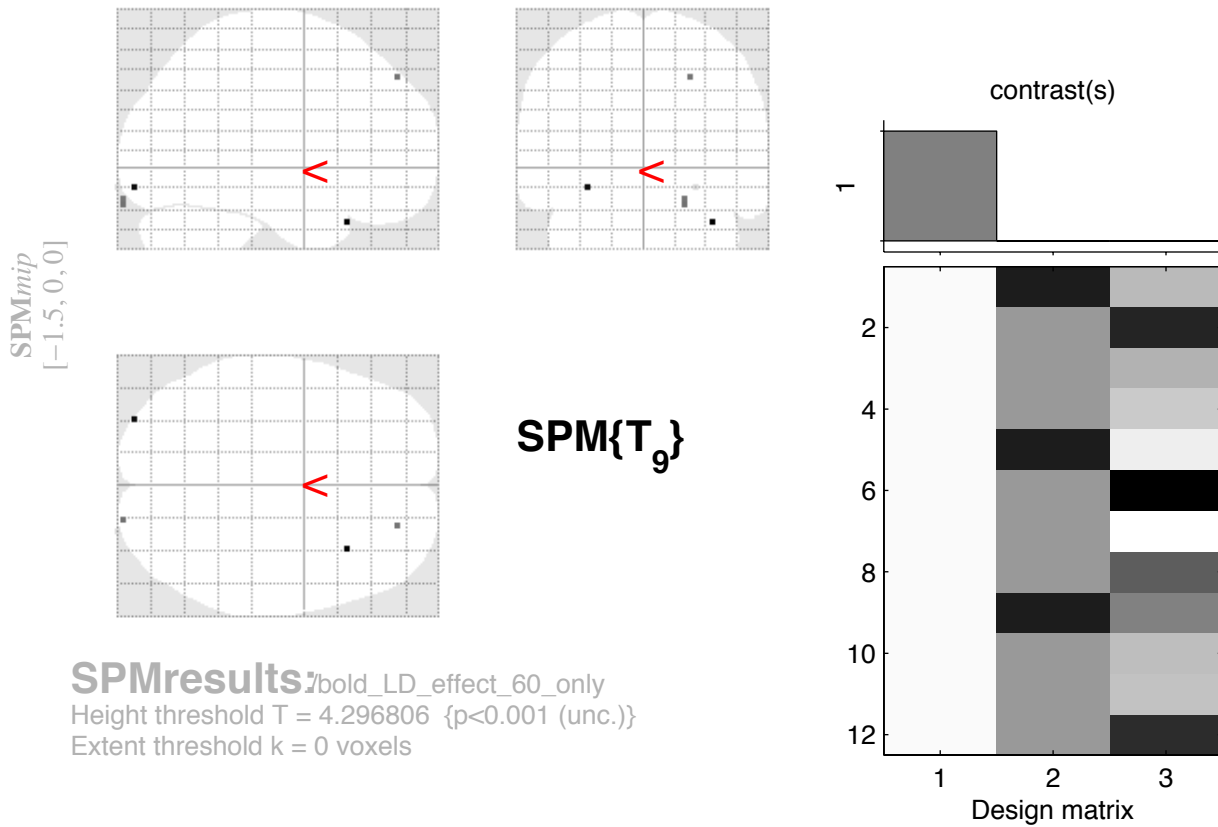 SPMmip
[−1.5, 0, 0]
<
<
<
SPM{T9}
SPMresults: /bold_LD_effect_60_only
Height threshold T = 4.296806 {p<0.001 (unc.)}
Extent threshold k = 0 voxels
contrast(s)
1
2
4
6
8
10
12
1 2 3
Design matrix